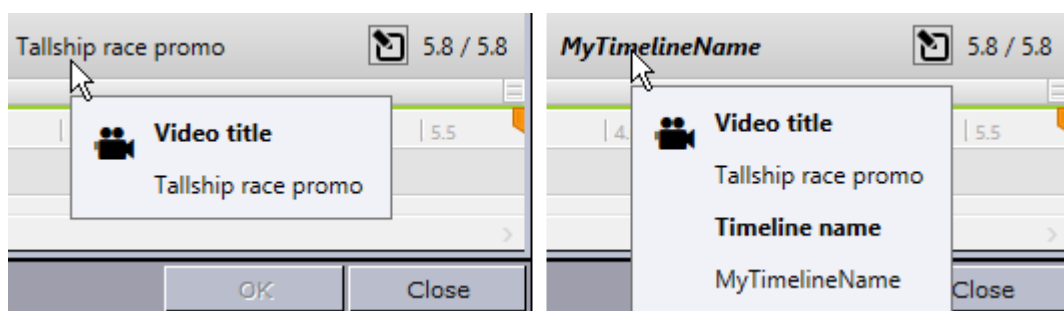 Tallship race promo
5.8 / 5.8
5.5
Video title
Tallship race promo
OK
Close
MyTimelineName
5.8 / 5.8
4.
5.5
Video title
Tallship race promo
Timeline name
MyTimelineName
Close